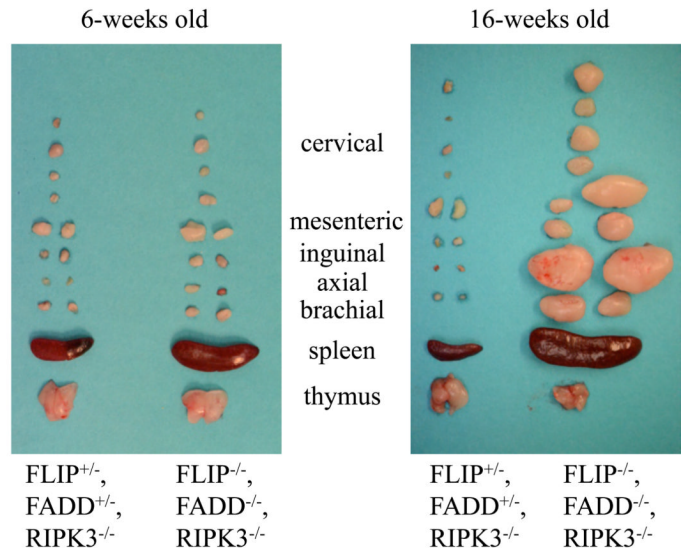 6-weeks old
16-weeks old
cervical
mesenteric
inguinal
axial
brachial
spleen
thymus
FLIP+/-,
FADD+/-,
RIPK3-/-
FLIP-/-,
FADD-/-,
RIPK3-/-
FLIP+/-,
FADD+/-,
RIPK3-/-
FLIP-/-,
FADD-/-,
RIPK3-/-